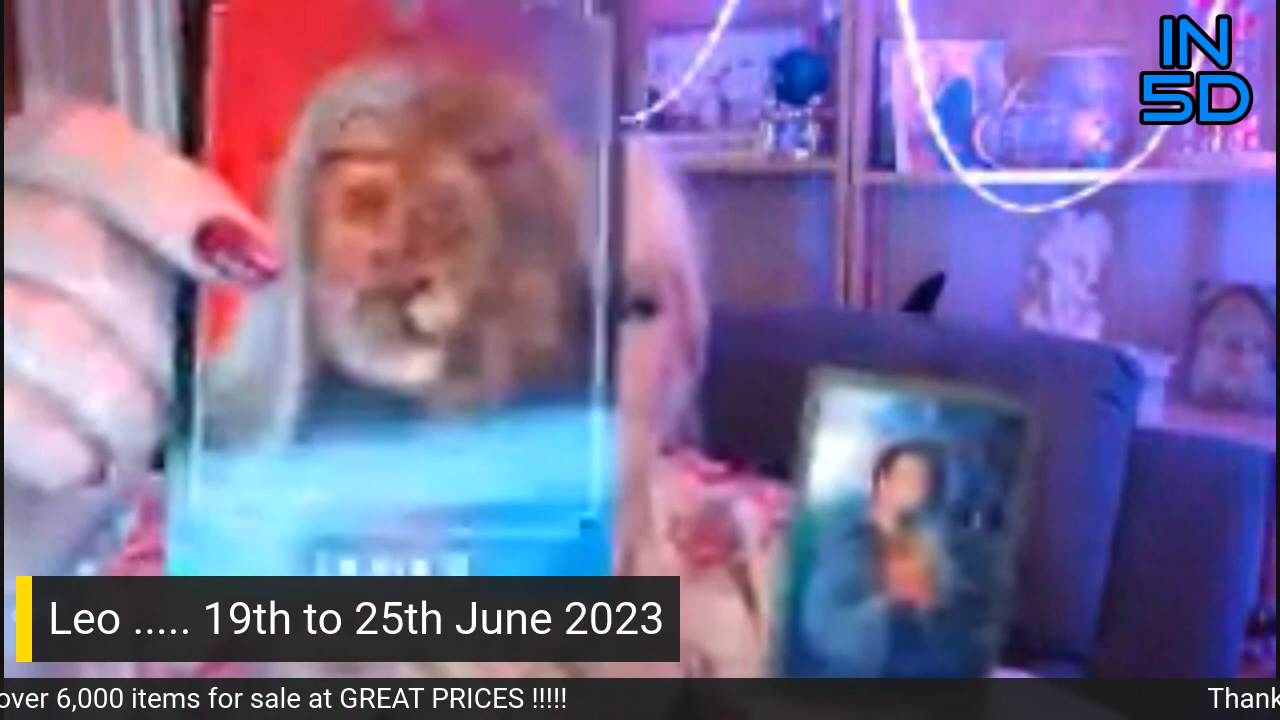 IN
5D
Leo ..... 19th to 25th June 2023
over 6,000 items for sale at GREAT PRICES !!!!!
Thank